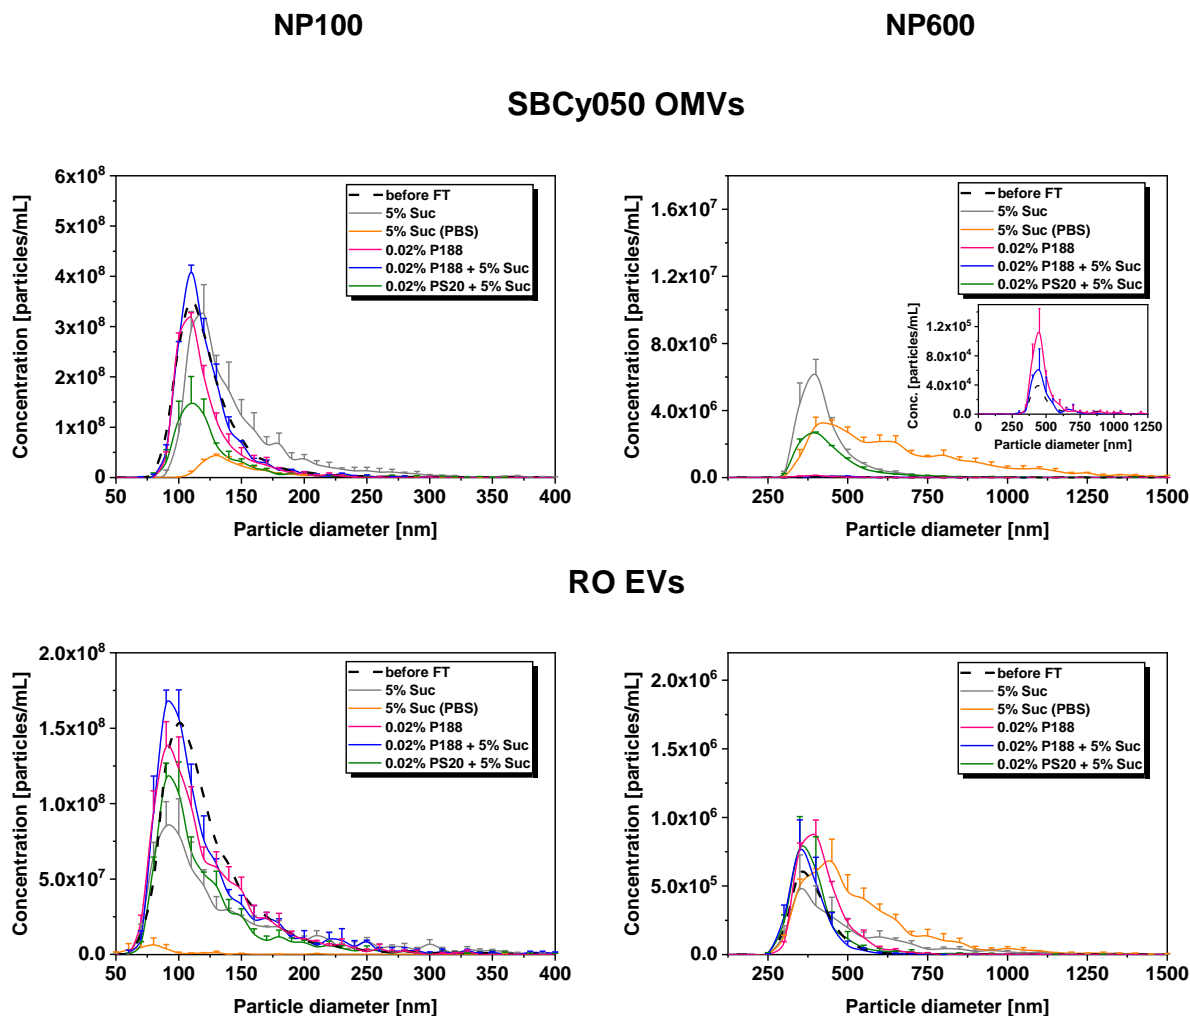 NP100
NP600
SBCy050 OMVs
Concentration [particles/mL]
6x10⁸
5x10⁸
4x10⁸
3x10⁸
2x10⁸
1x10⁸
0
50 100 150 200 250 300 350 400
Particle diameter [nm]
before FT
5% Suc
5% Suc (PBS)
0.02% P188
0.02% P188 + 5% Suc
0.02% PS20 + 5% Suc
Concentration [particles/mL]
1.6x10⁷
1.2x10⁷
8.0x10⁶
4.0x10⁶
0.0
250 500 750 1000 1250 1500
Particle diameter [nm]
before FT
5% Suc
5% Suc (PBS)
0.02% P188
0.02% P188 + 5% Suc
0.02% PS20 + 5% Suc
Conc. [particles/mL]
1.2x10⁵
8.0x10⁴
4.0x10⁴
0.0
0 250 500 750 1000 1250
Particle diameter [nm]
RO EVs
Concentration [particles/mL]
2.0x10⁸
1.5x10⁸
1.0x10⁸
5.0x10⁷
0.0
50 100 150 200 250 300 350 400
Particle diameter [nm]
before FT
5% Suc
5% Suc (PBS)
0.02% P188
0.02% P188 + 5% Suc
0.02% PS20 + 5% Suc
Concentration [particles/mL]
2.0x10⁶
1.5x10⁶
1.0x10⁶
5.0x10⁵
0.0
250 500 750 1000 1250 1500
Particle diameter [nm]
before FT
5% Suc
5% Suc (PBS)
0.02% P188
0.02% P188 + 5% Suc
0.02% PS20 + 5% Suc